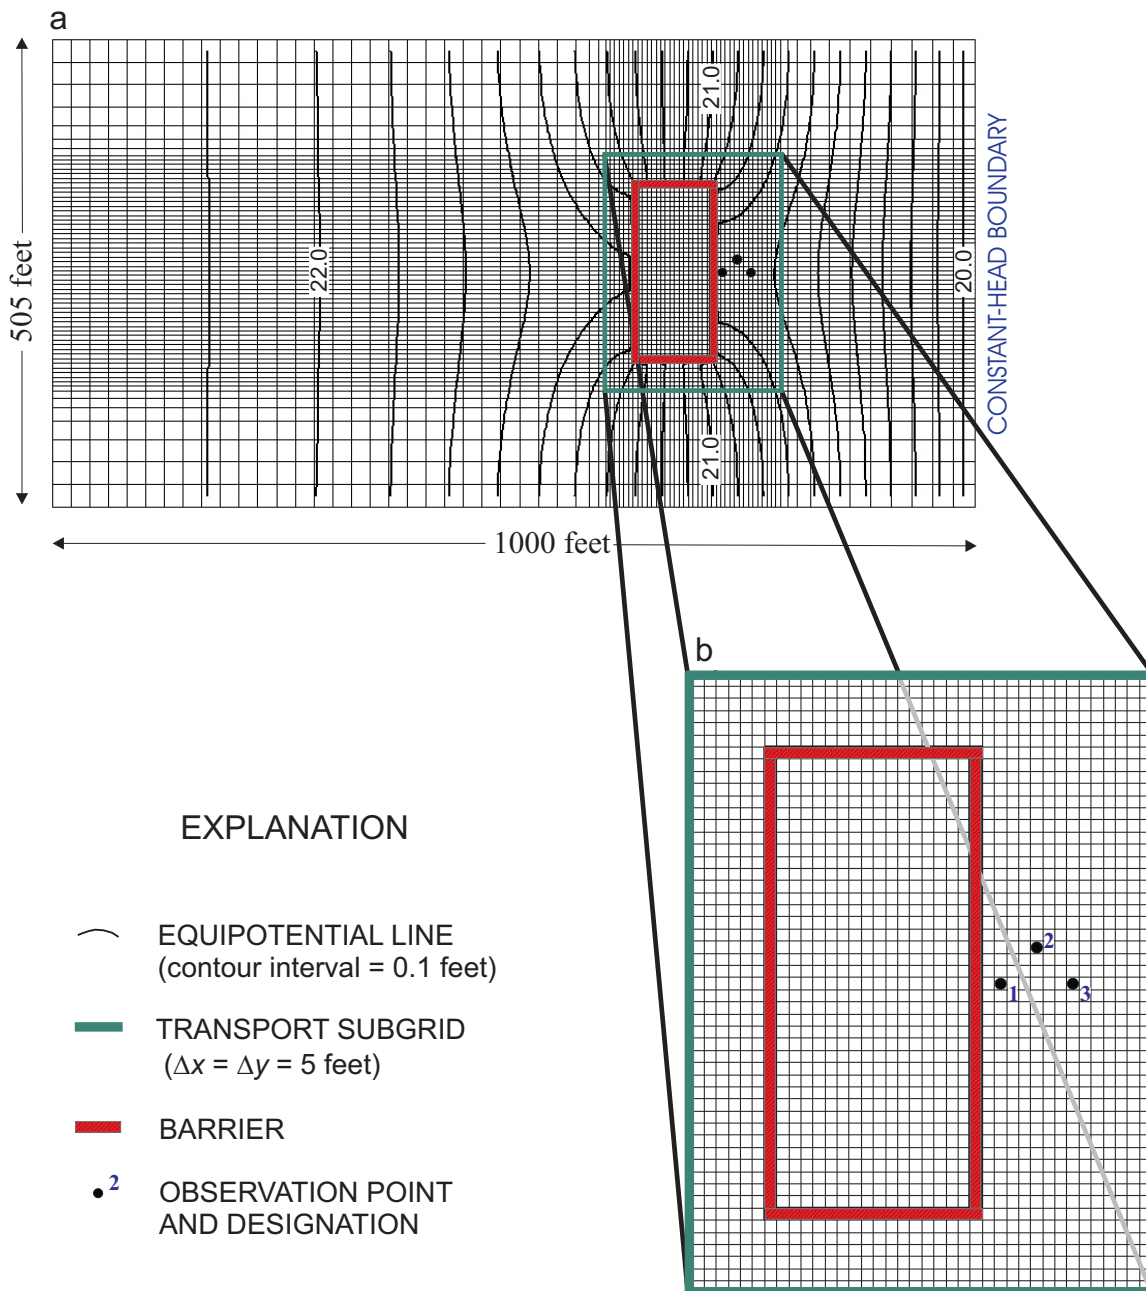 a
21.0
505 feet
22.0
20.0
CONSTANT-HEAD BOUNDARY
21.0
1000 feet
b
2
1
3
EXPLANATION
EQUIPOTENTIAL LINE
(contour interval = 0.1 feet)
TRANSPORT SUBGRID
(Δx = Δy = 5 feet)
BARRIER
2 OBSERVATION POINT
AND DESIGNATION